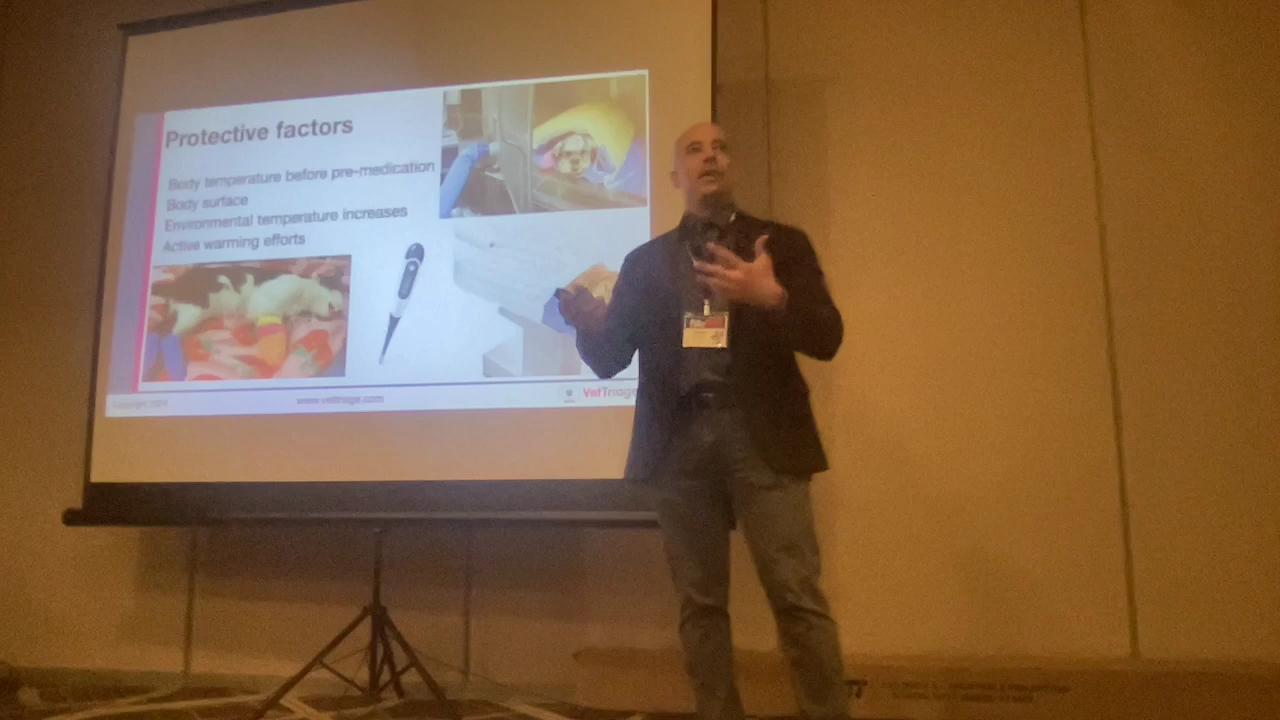 Protective factors
Body temperature before pre-medication
Body surface
Environmental temperature increases
Active warming efforts
www.vettriage.com
VetTriage